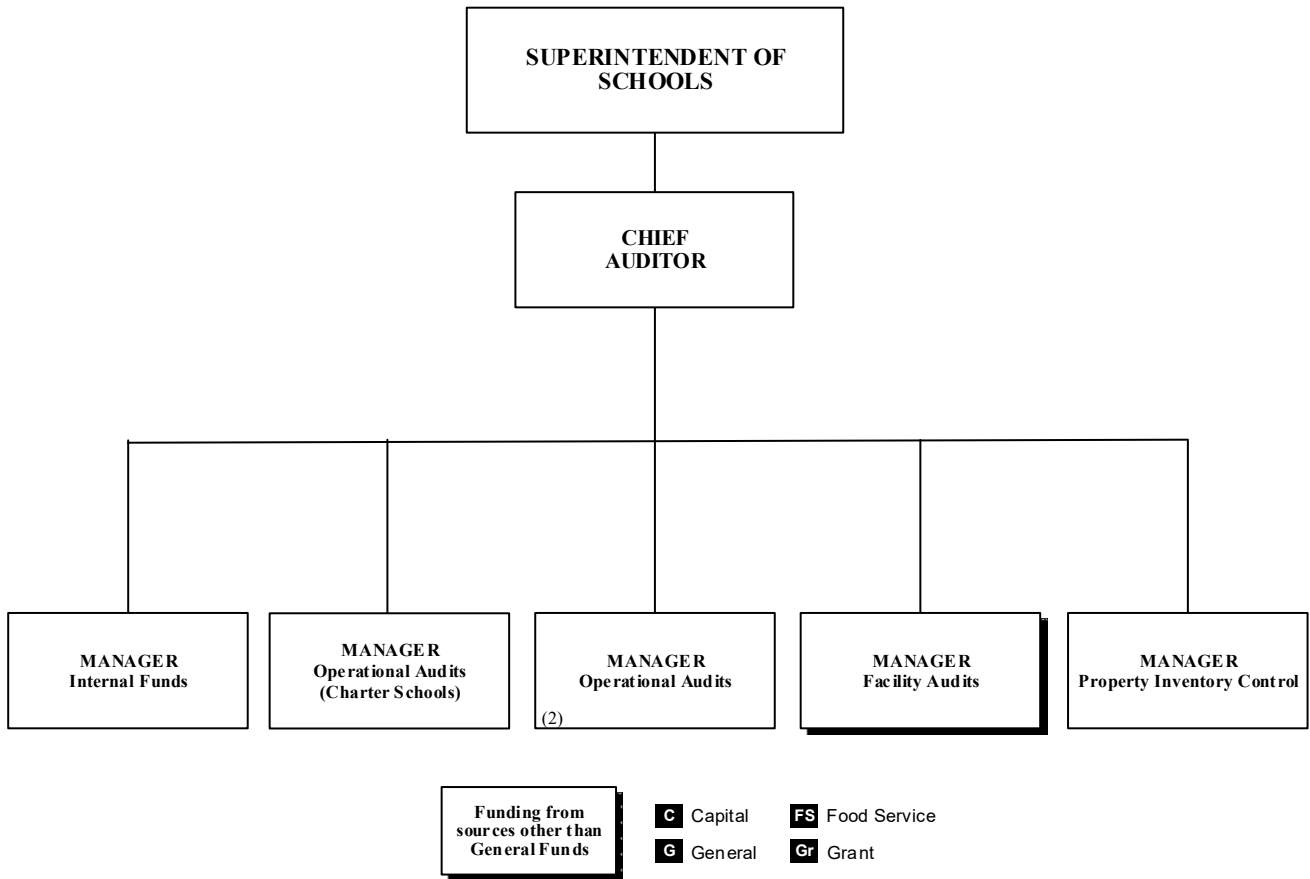 SUPERINTENDENT OF
SCHOOLS
CHIEF
AUDITOR
MANAGER
Internal Funds
MANAGER
Operational Audits
(Charter Schools)
MANAGER
Operational Audits
(2)
MANAGER
Facility Audits
MANAGER
Property Inventory Control
Funding from
sources other than
General Funds
C Capital
FS Food Service
G General
Gr Grant